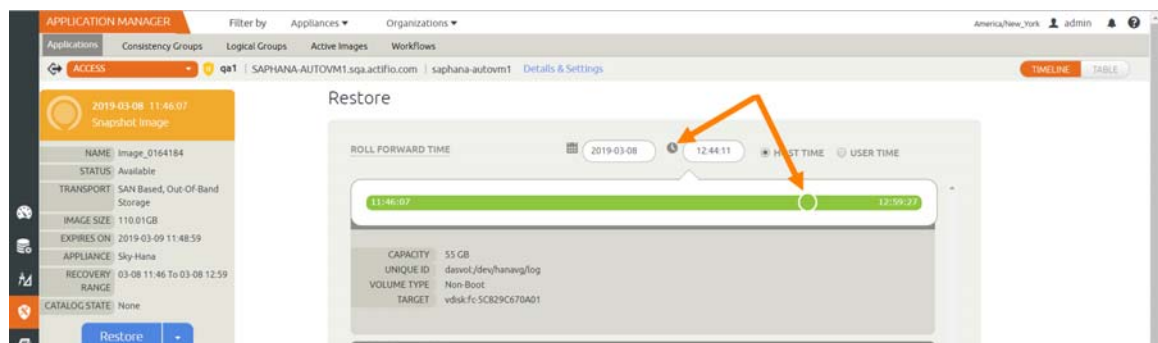 APPLICATION MANAGER Filter by Appliances ▾ Organizations ▾ America/New_York admin
Applications Consistency Groups Logical Groups Active Images Workflows
ACCESS qa1 | SAPHANA-AUTOVM1.sqa.actifio.com | saphana-autovm1 Details & Settings TIMELINE TABLE
2019-03-08 11:46:07
Snapshot Image
NAME Image_0164184
STATUS Available
TRANSPORT SAN Based, Out-Of-Band
Storage
IMAGE SIZE 110.01GB
EXPIRES ON 2019-03-09 11:48:59
APPLIANCE Sky-Hana
RECOVERY RANGE 03-08 11:46 To 03-08 12:59
CATALOG STATE None
Restore
Restore
ROLL FORWARD TIME 2019-03-08 12:44:11 HOST TIME USER TIME
11:46:07 12:59:27
CAPACITY 55 GB
UNIQUE ID dasvol:/dev/hanavg/log
VOLUME TYPE Non-Boot
TARGET vdisk:fc-5C829C670A01